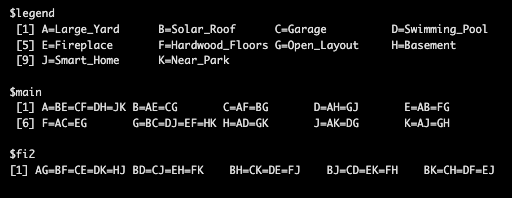 $legend
[1] A=Large_Yard B=Solar_Roof C=Garage D=Swimming_Pool
[5] E=Fireplace F=Hardwood_Floors G=Open_Layout H=Basement
[9] J=Smart_Home K=Near_Park
$main
[1] A=BE=CF=DH=JK B=AE=CG C=AF=BG D=AH=GJ E=AB=FG
[6] F=AC=EG G=BC=DJ=EF=HK H=AD=GK J=AK=DG K=AJ=GH
$fi2
[1] AG=BF=CE=DK=HJ BD=CJ=EH=FK BH=CK=DE=FJ BJ=CD=EK=FH BK=CH=DF=EJ